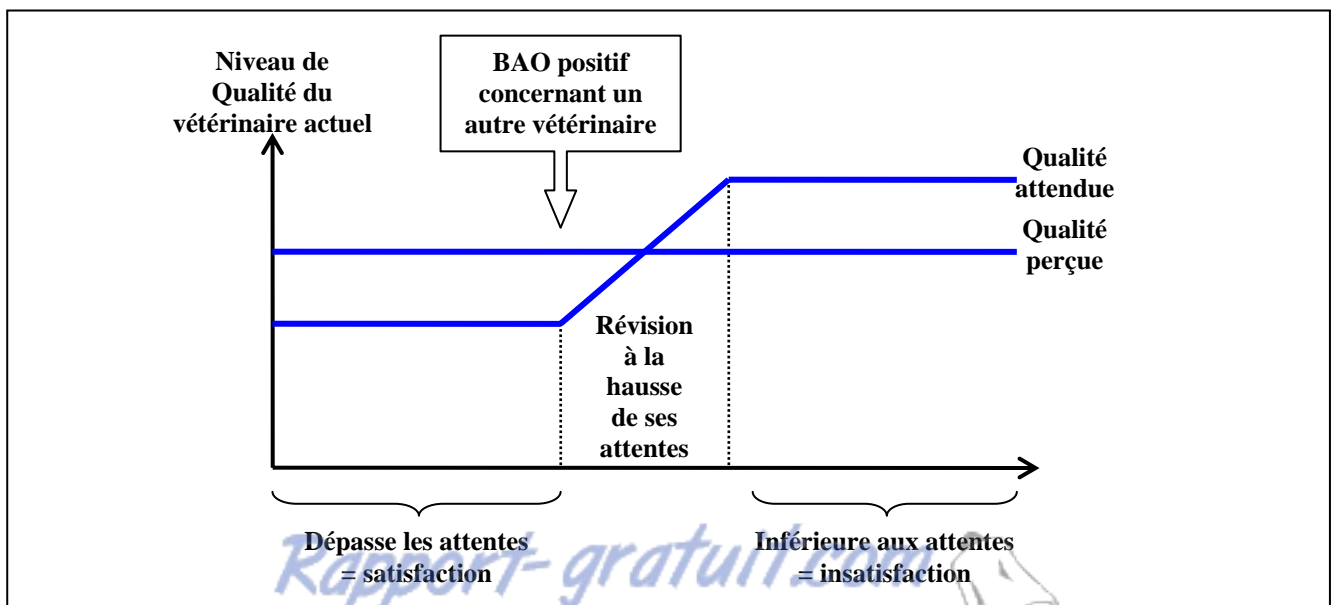 Niveau de
Qualité du
vétérinaire actuel
BAO positif
concernant un
autre vétérinaire
Qualité
attendue
Qualité
perçue
Révision
à la
hausse
de ses
attentes
Dépasse les attentes
= satisfaction
Inférieure aux attentes
= insatisfaction
Rapport-gratuit.com